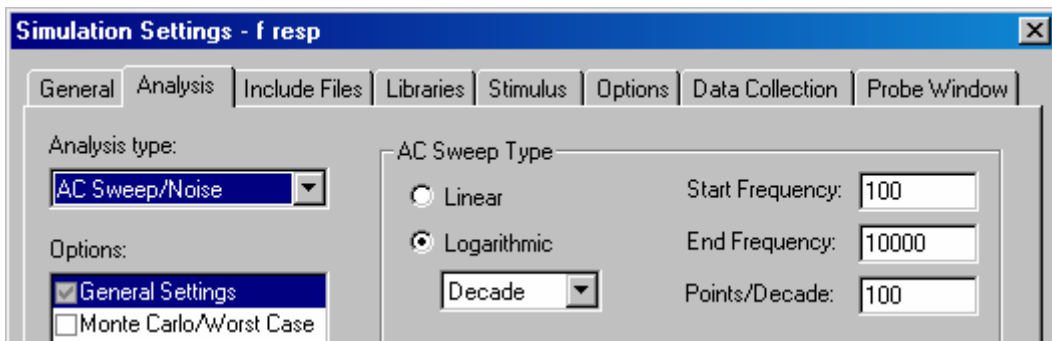 Simulation Settings - f resp
General Analysis Include Files Libraries Stimulus Options Data Collection Probe Window
Analysis type:
AC Sweep/Noise
Options:
General Settings
Monte Carlo/Worst Case
AC Sweep Type
Linear
Logarithmic
Decade
Start Frequency: 100
End Frequency: 10000
Points/Decade: 100